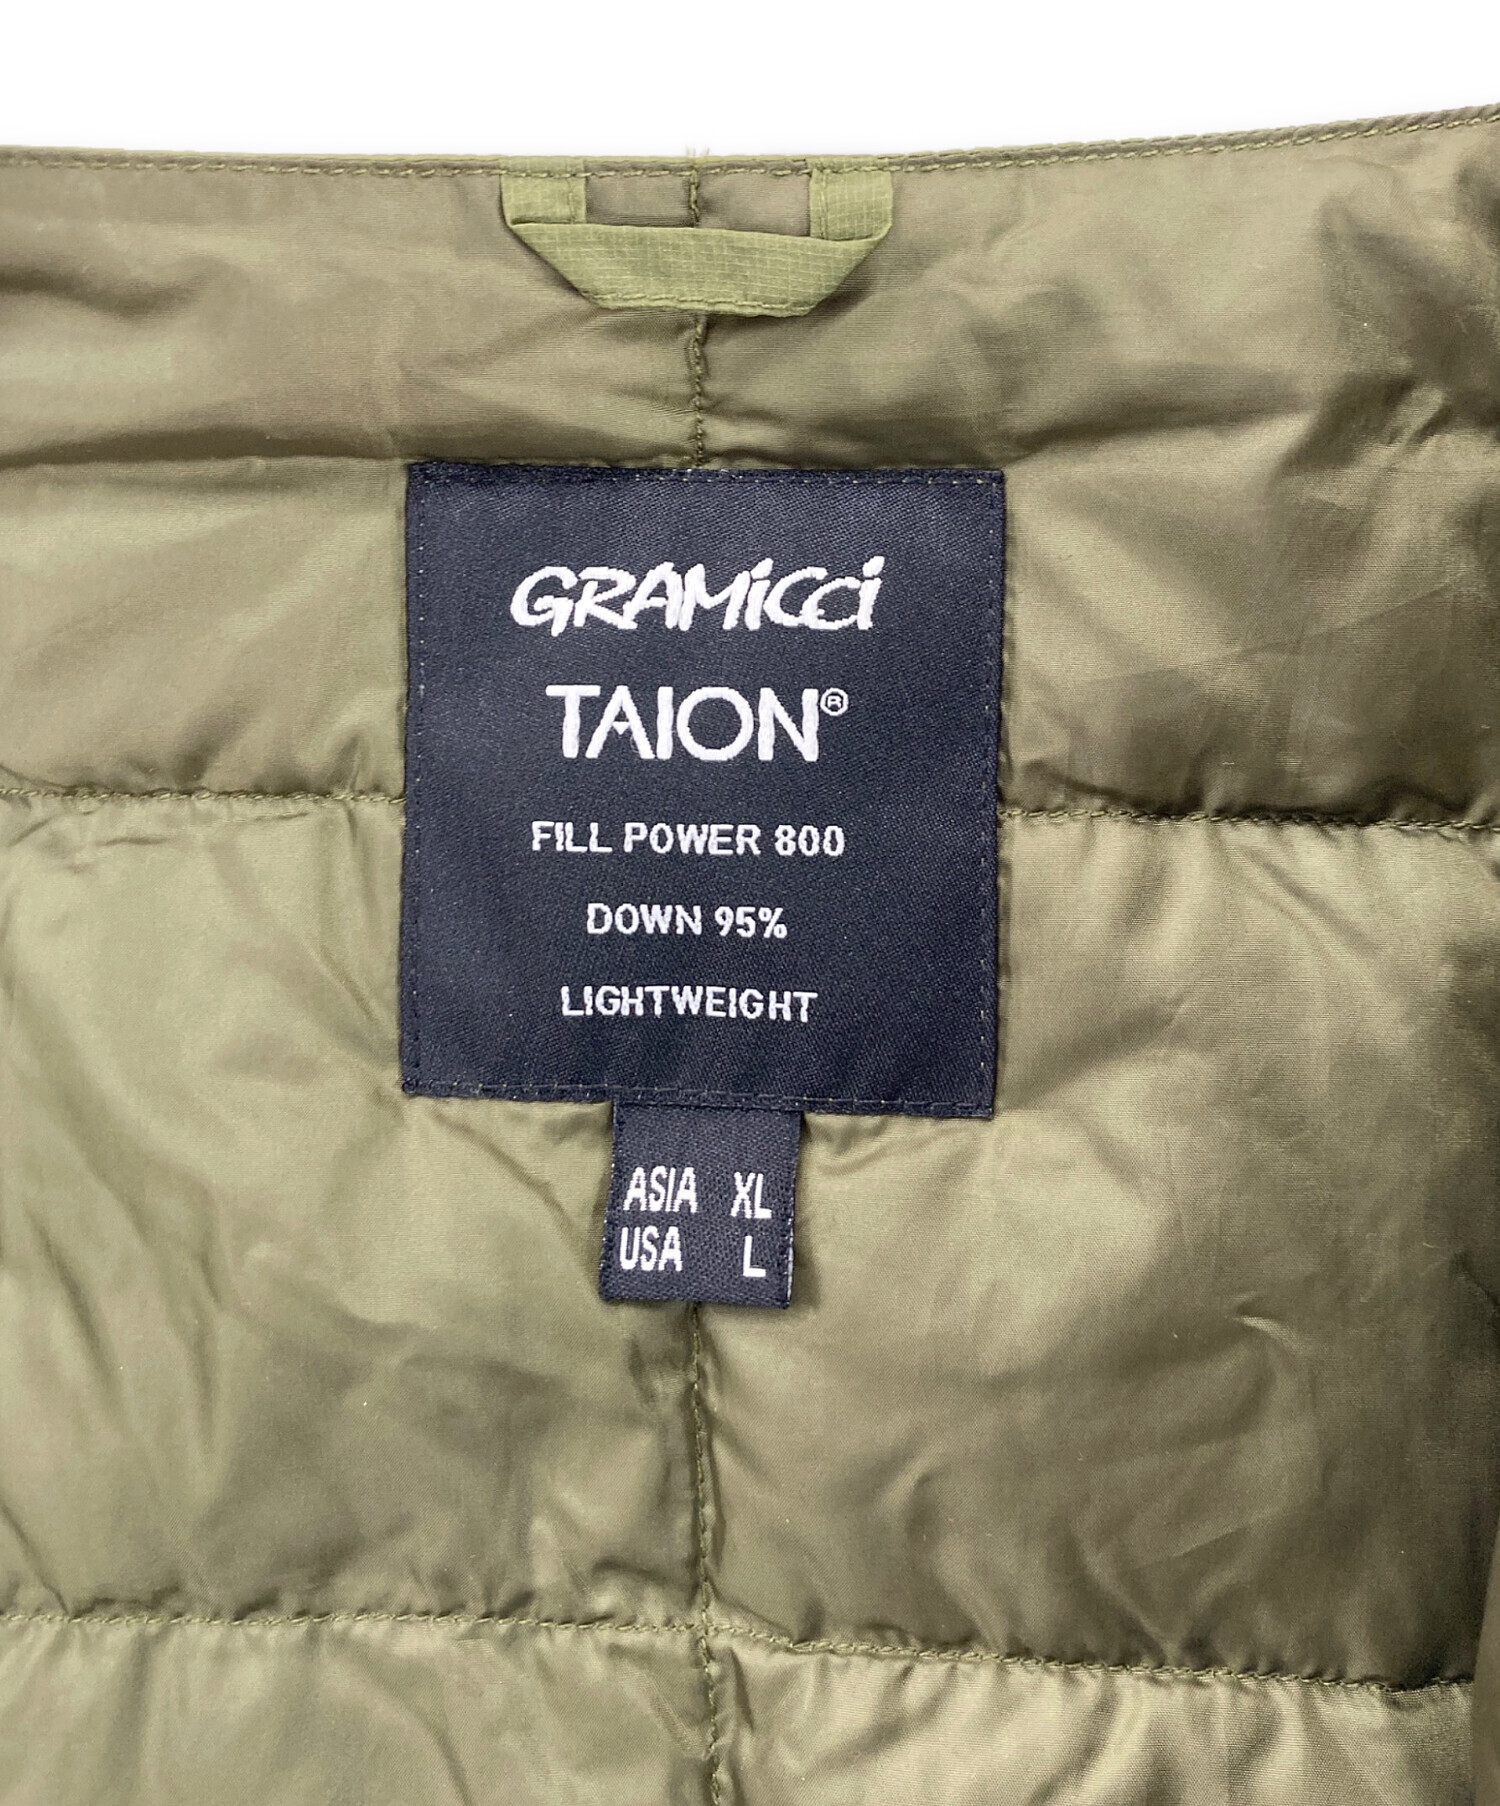 GRAMiCCi
TAION®
FILL POWER 800
DOWN 95%
LIGHTWEIGHT
ASIA XL
USA L